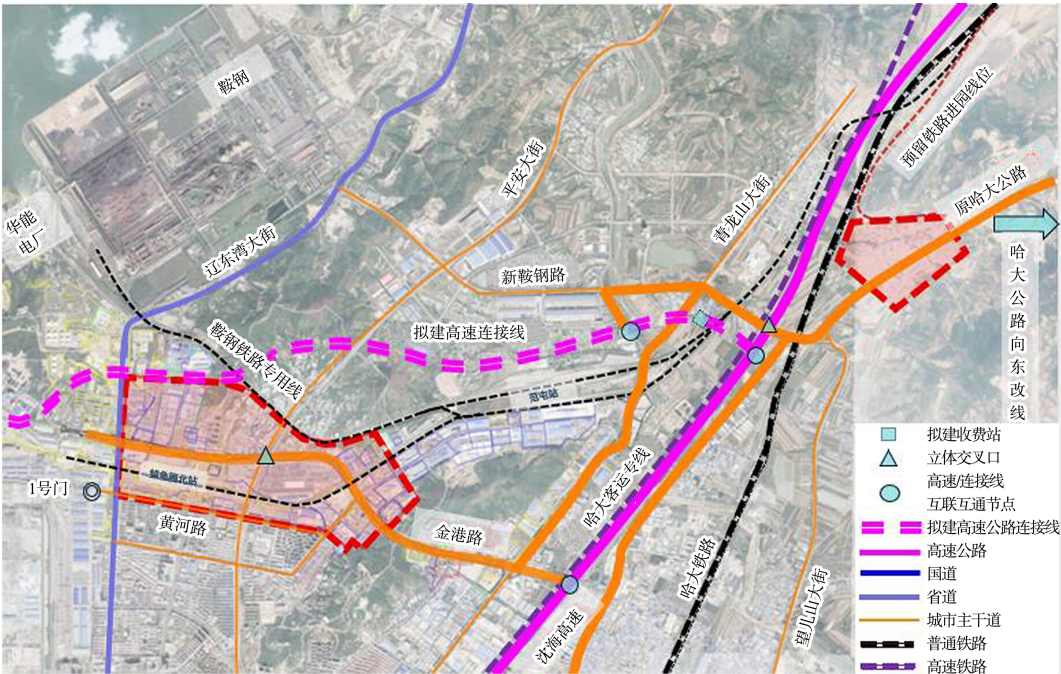 鞍钢
华能
电厂
辽东湾大街
平安大街
青龙山大街
预留铁路进园线位
原哈大公路
哈大公路向东改线
新鞍钢路
拟建高速连接线
鞍钢铁路专用线
1号门
黄河路
金港路
哈大客运专线
沈海高速
哈大铁路
望儿山大街
拟建收费站
立体交叉口
高速/连接线
互联互通节点
拟建高速公路连接线
高速公路
国道
省道
城市主干道
普通铁路
高速铁路